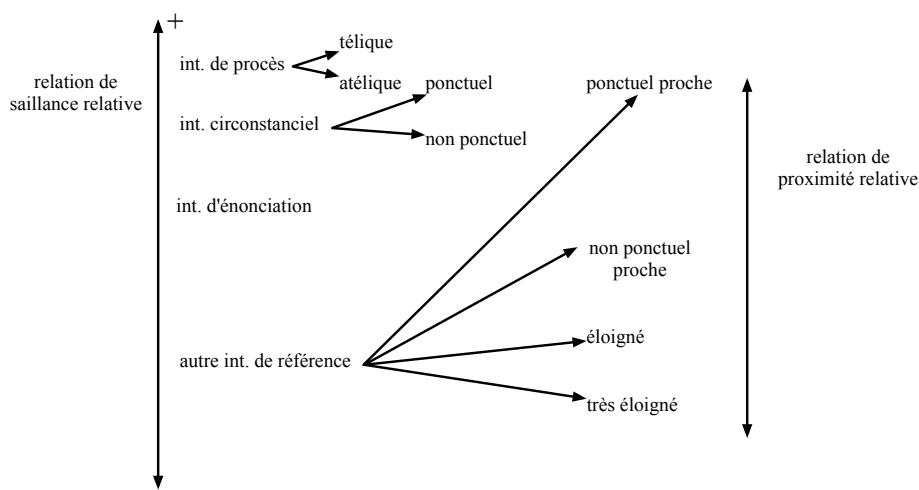 +
télique
int. de procès
relation de
saillance relative
atélique
ponctuel
ponctuel proche
int. circonstanciel
non ponctuel
relation de
proximité relative
int. d'énonciation
non ponctuel
proche
éloigné
autre int. de référence
très éloigné